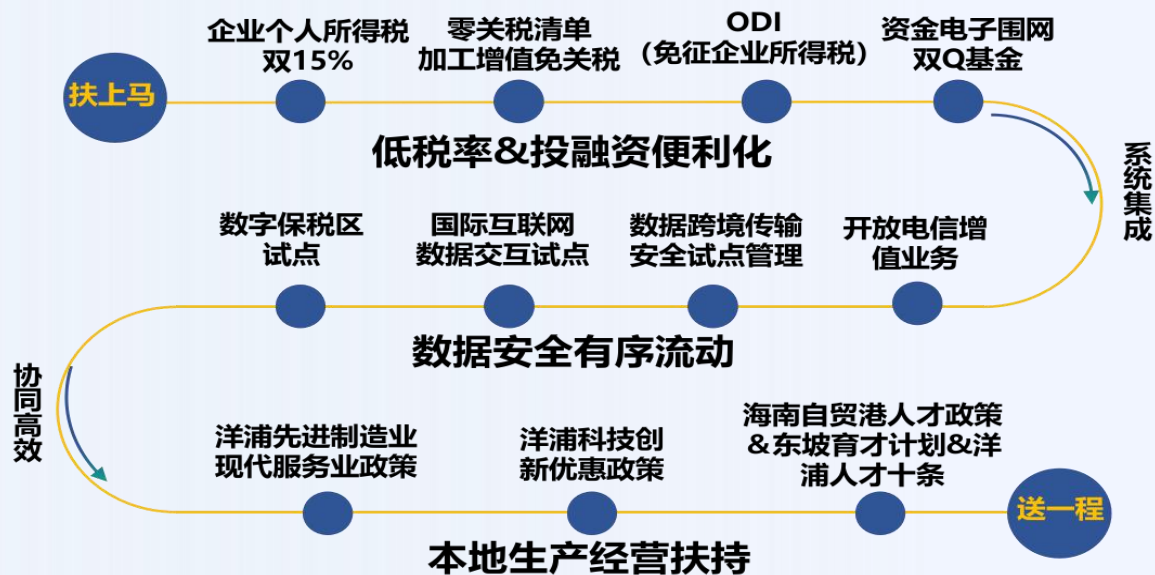 扶上马
企业个人所得税
双15%
零关税清单
加工增值免关税
ODI
（免征企业所得税）
资金电子围网
双Q基金
低税率&投融资便利化
系统集成
数字保税区
试点
国际互联网
数据交互试点
数据跨境传输
安全试点管理
开放电信增
值业务
数据安全有序流动
协同高效
洋浦先进制造业
现代服务业政策
洋浦科技创
新优惠政策
海南自贸港人才政策
&东坡育才计划&洋
浦人才十条
送一程
本地生产经营扶持